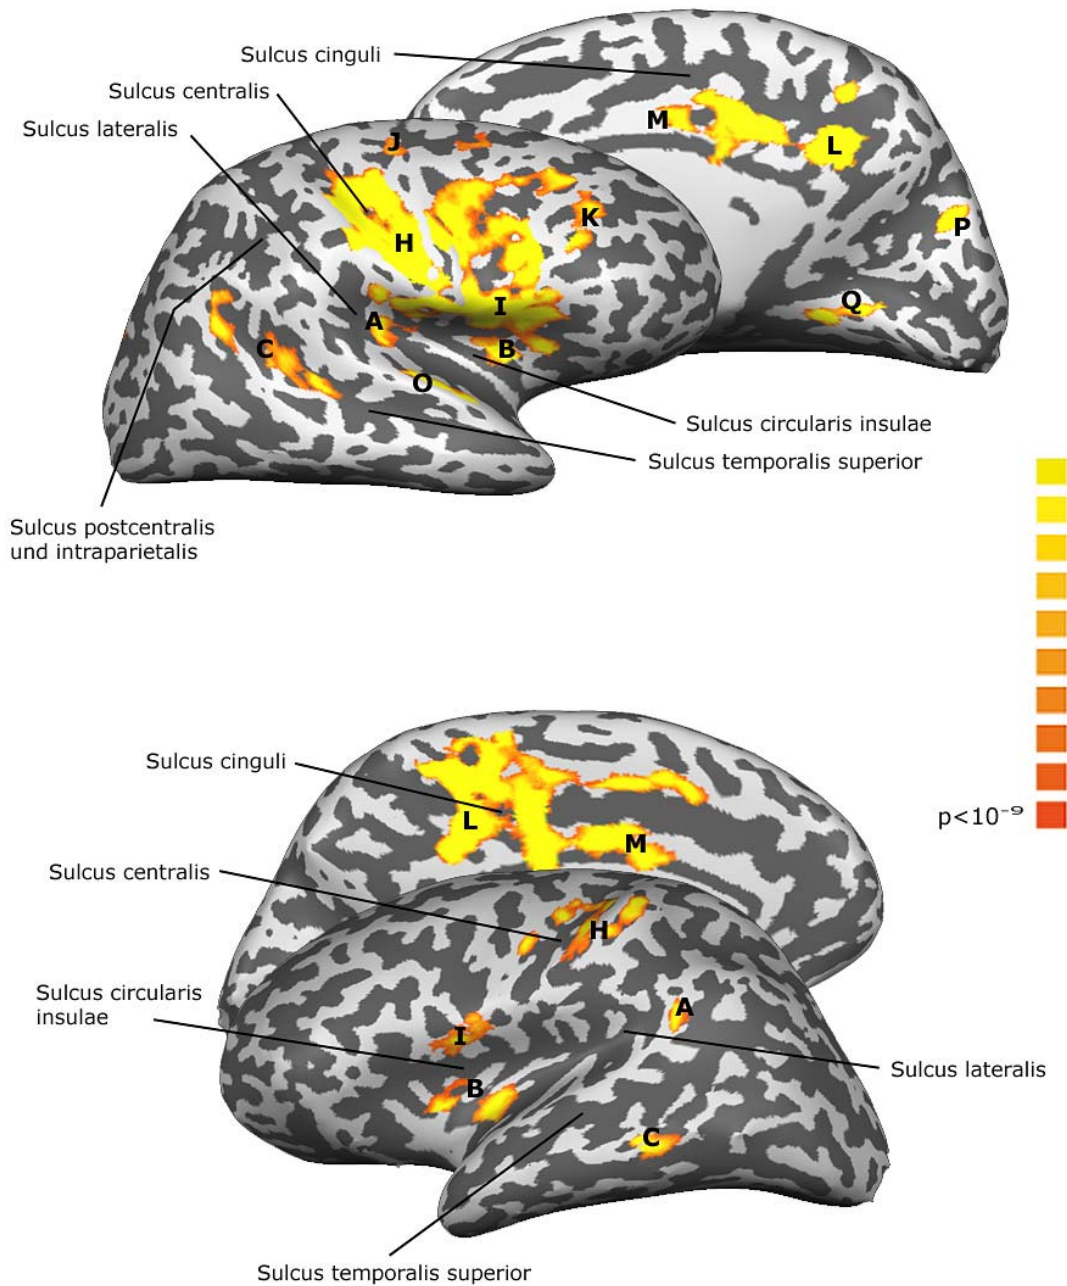 Sulcus cinguli
Sulcus centralis
Sulcus lateralis
M
J
L
K
P
H
Q
I
A
B
C
O
Sulcus circularis insulae
Sulcus temporalis superior
Sulcus postcentralis
und intraparietalis
p<10⁻⁹
Sulcus cinguli
L
M
Sulcus centralis
H
Sulcus circularis
insulae
A
I
Sulcus lateralis
B
C
Sulcus temporalis superior